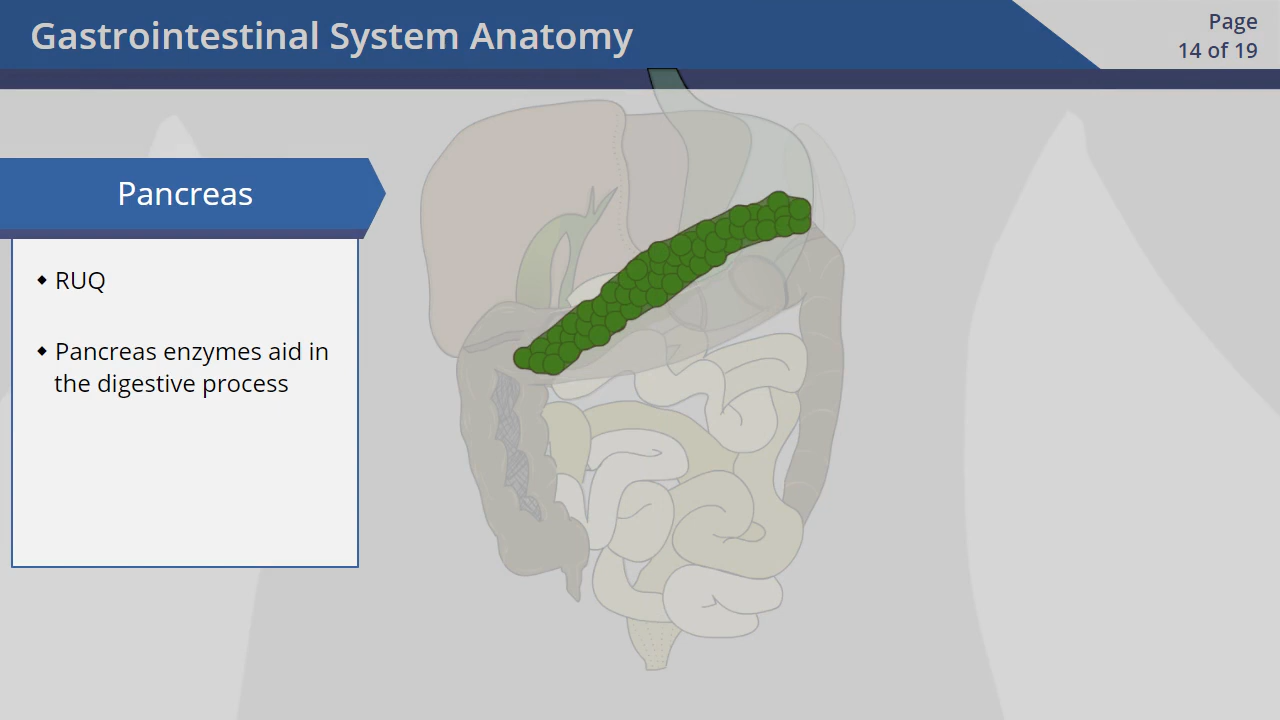 Gastrointestinal System Anatomy
Page
14 of 19
Pancreas
◆ RUQ
◆ Pancreas enzymes aid in
the digestive process